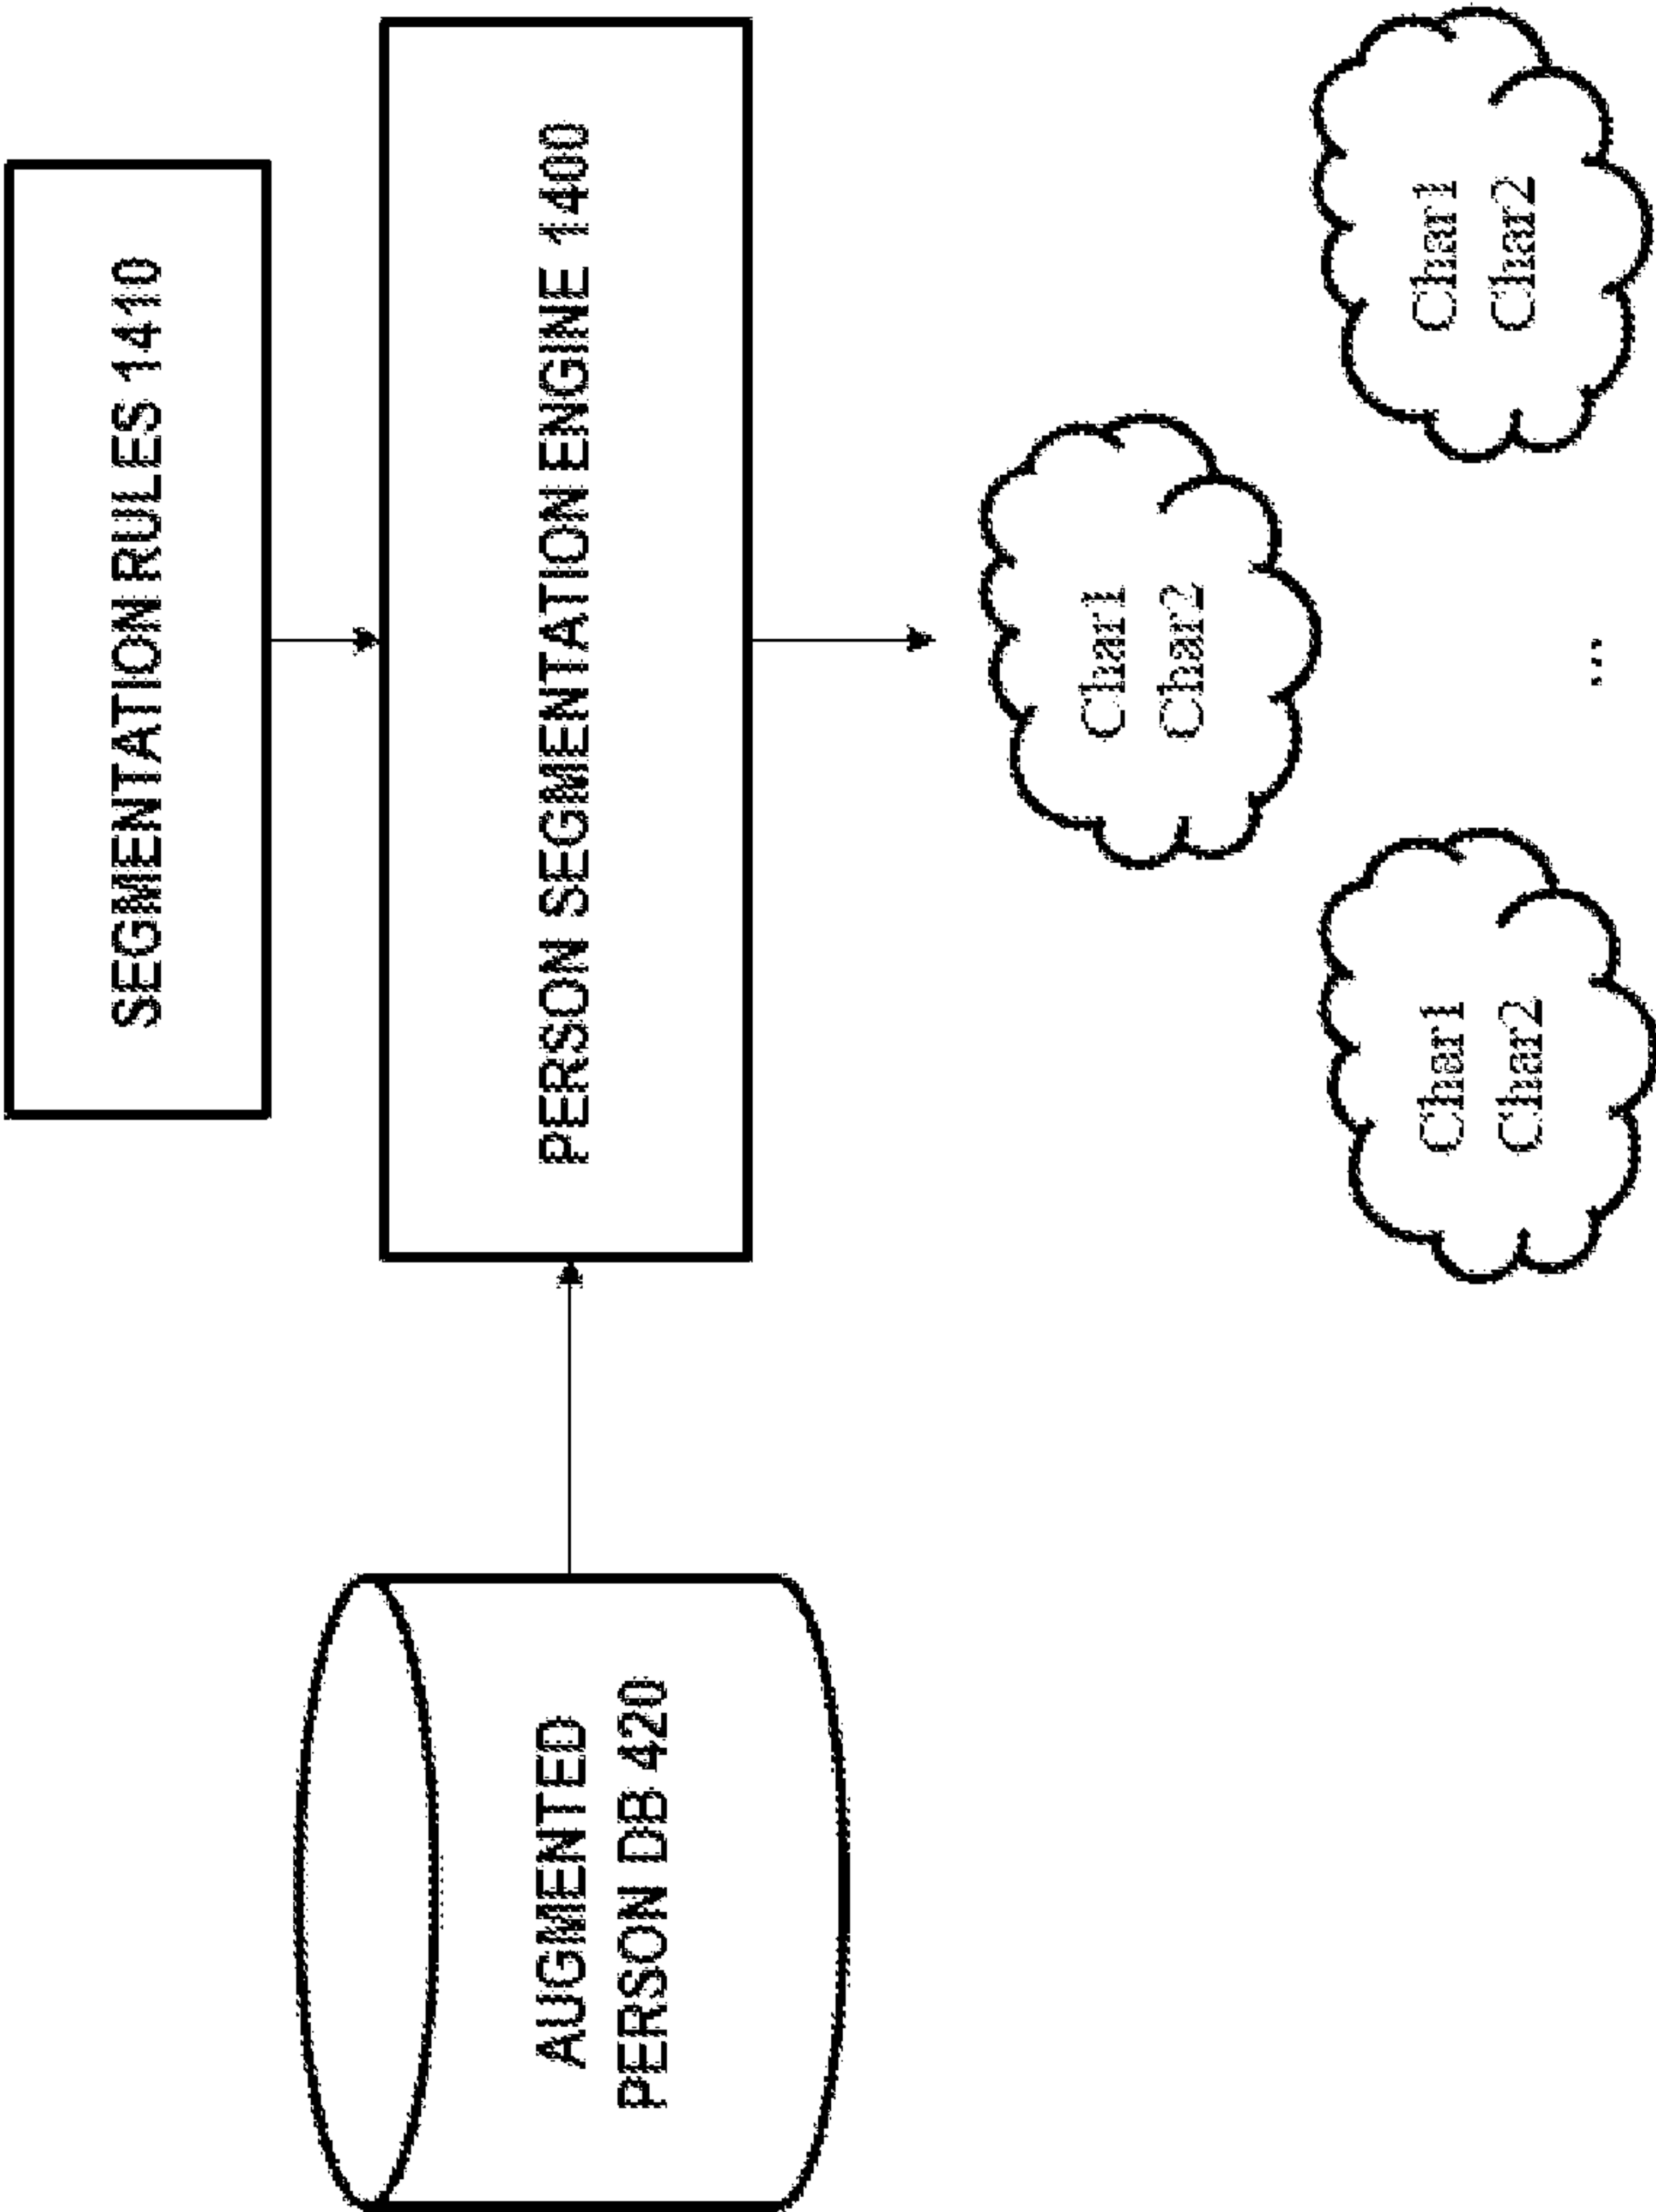 SEGMENTATION RULES 1410
PERSON SEGMENTATION ENGINE 1400
AUGMENTED
PERSON DB 420
Char1
Char2
Char1
Char2
...
Char1
Char2